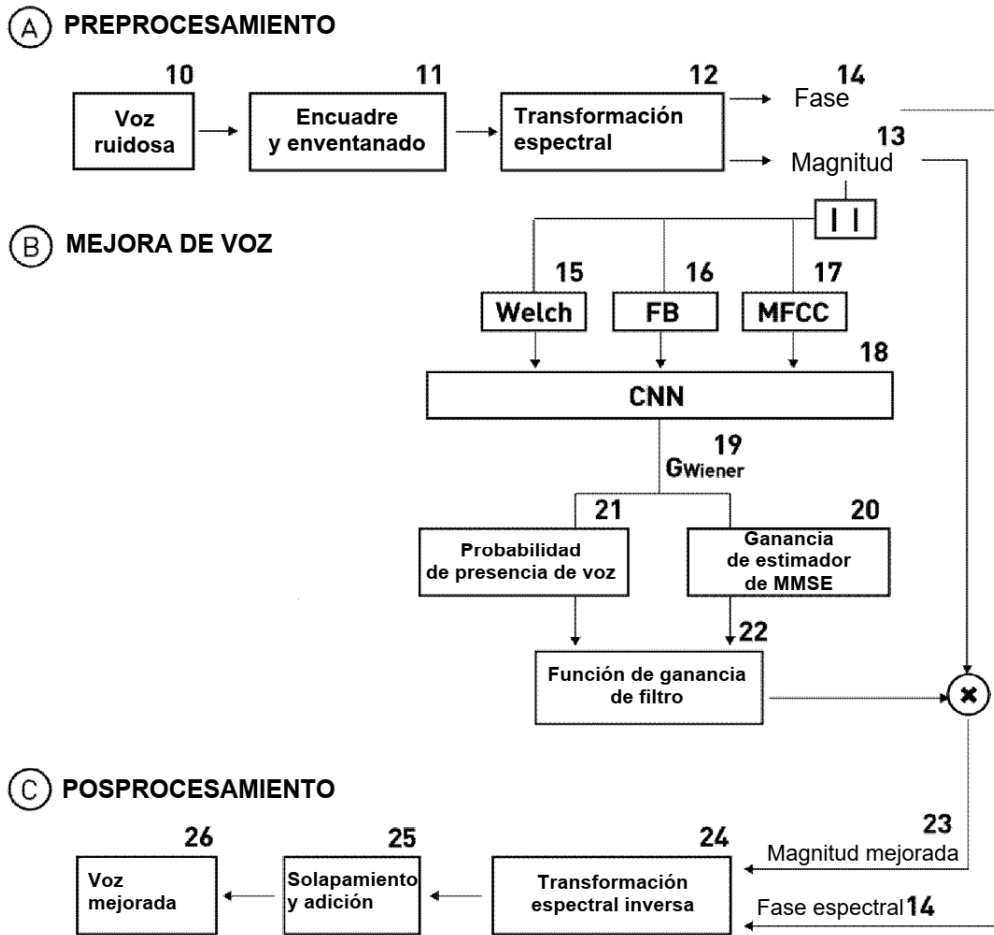 A PREPROCESAMIENTO
10
11
12
14
Voz
ruidosa
Encuadre
y enventanado
Transformación
espectral
Fase
13
Magnitud
| |
B MEJORA DE VOZ
15
16
17
Welch
FB
MFCC
18
CNN
19
GWiener
21
20
Probabilidad
de presencia de voz
Ganancia
de estimador
de MMSE
22
Función de ganancia
de filtro
×
C POSPROCESAMIENTO
26
25
24
23
Magnitud mejorada
Voz
mejorada
Solapamiento
y adición
Transformación
espectral inversa
Fase espectral 14